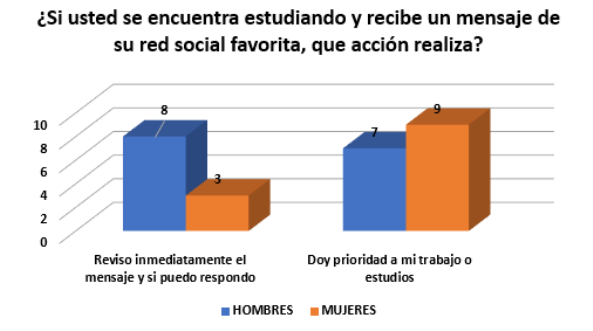 ¿Si usted se encuentra estudiando y recibe un mensaje de
su red social favorita, que acción realiza?
10
8
6
4
2
0
8
3
7
9
Reviso inmediatamente el
mensaje y si puedo respondo
Doy prioridad a mi trabajo o
estudios
HOMBRES MUJERES